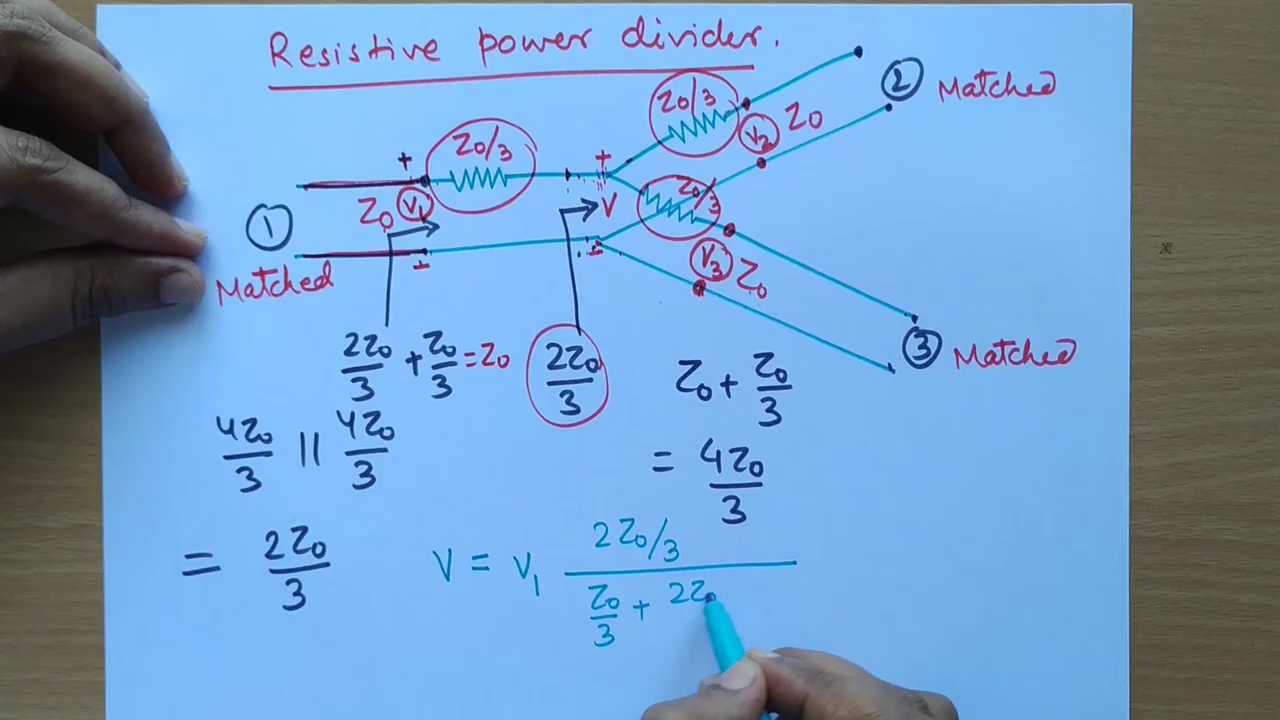 Resistive power divider.
Z0/3
Z0/3
Z0/3
+
+
Z0
V1
V
V2
Z0
V3
Z0
1
Matched
2
Matched
3
Matched
2Z0/3 + Z0/3 = Z0
2Z0/3
Z0 + Z0/3
4Z0/3 || 4Z0/3
= 4Z0/3
= 2Z0/3
V = V1 2Z0/3
Z0/3 + 2Z0